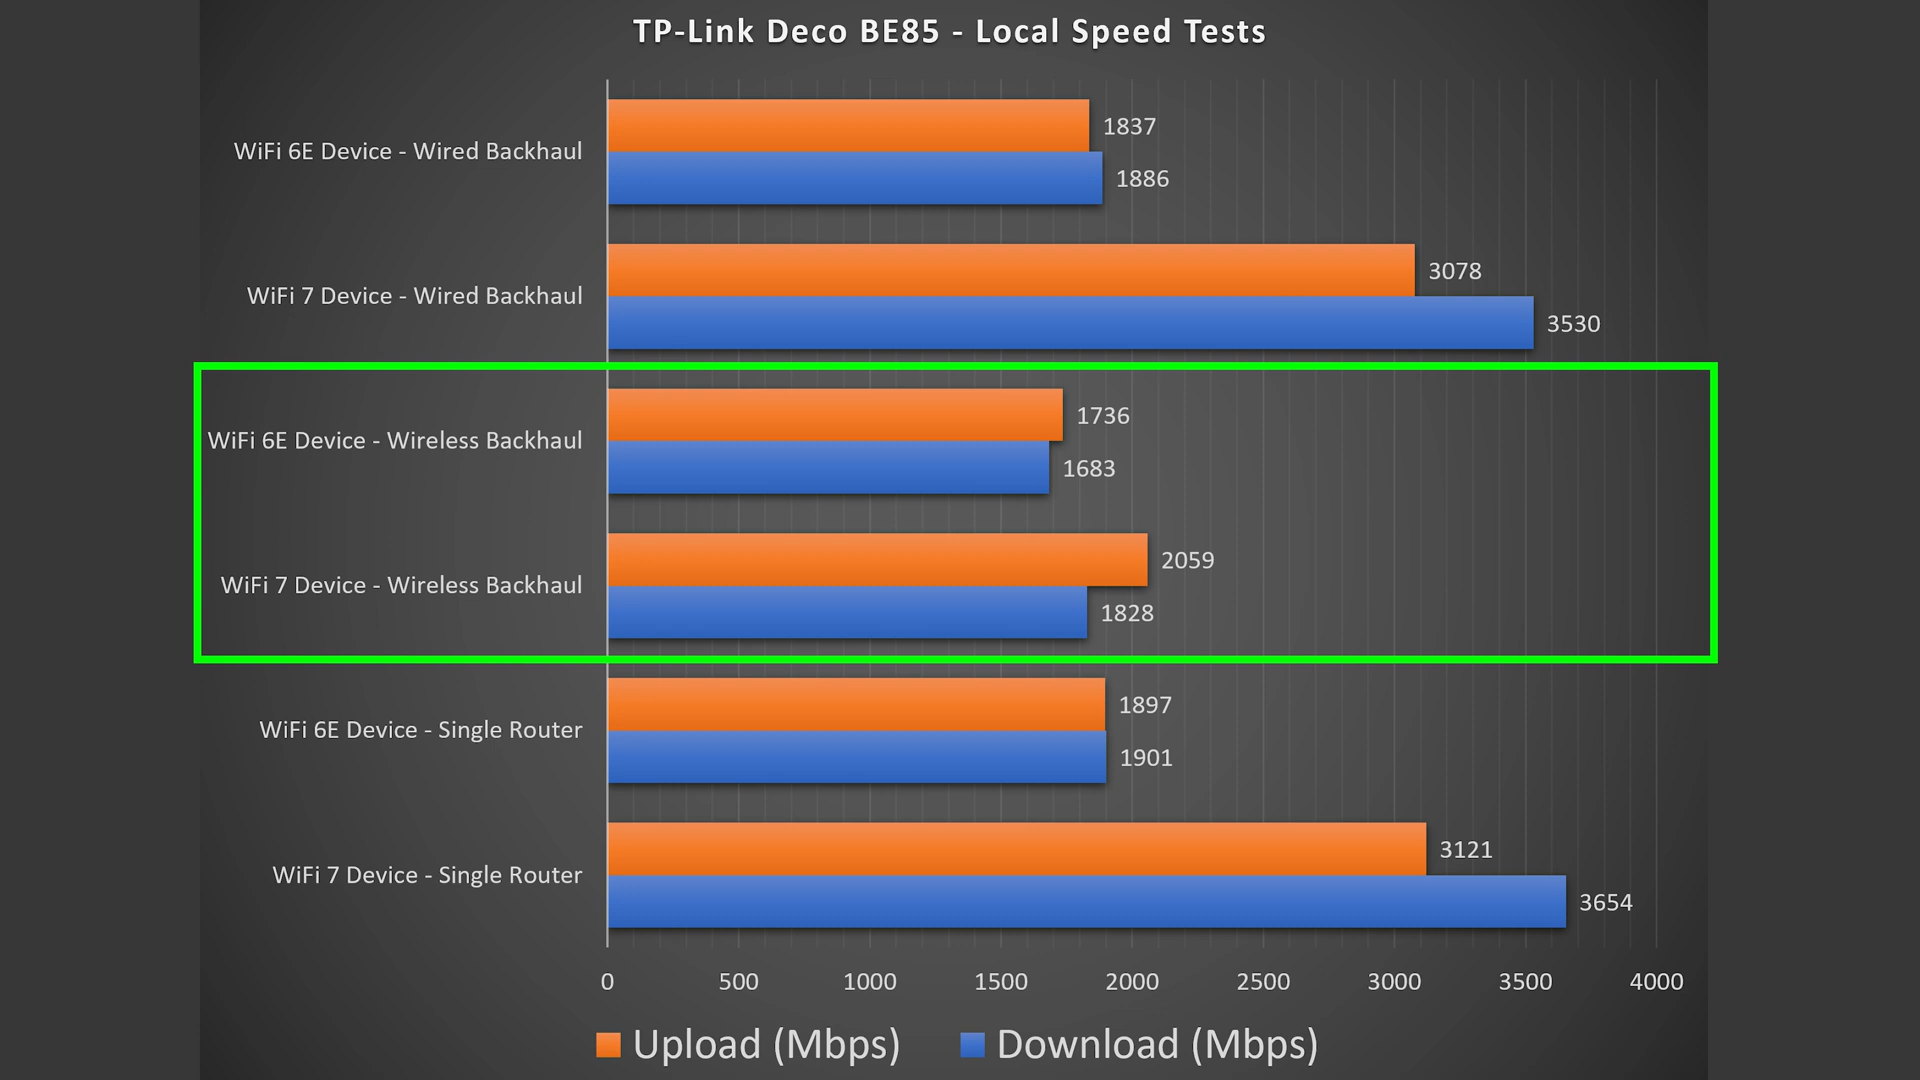 TP-Link Deco BE85 - Local Speed Tests
WiFi 6E Device - Wired Backhaul
1837
1886
WiFi 7 Device - Wired Backhaul
3078
3530
WiFi 6E Device - Wireless Backhaul
1736
1683
WiFi 7 Device - Wireless Backhaul
2059
1828
WiFi 6E Device - Single Router
1897
1901
WiFi 7 Device - Single Router
3121
3654
0 500 1000 1500 2000 2500 3000 3500 4000
Upload (Mbps) Download (Mbps)